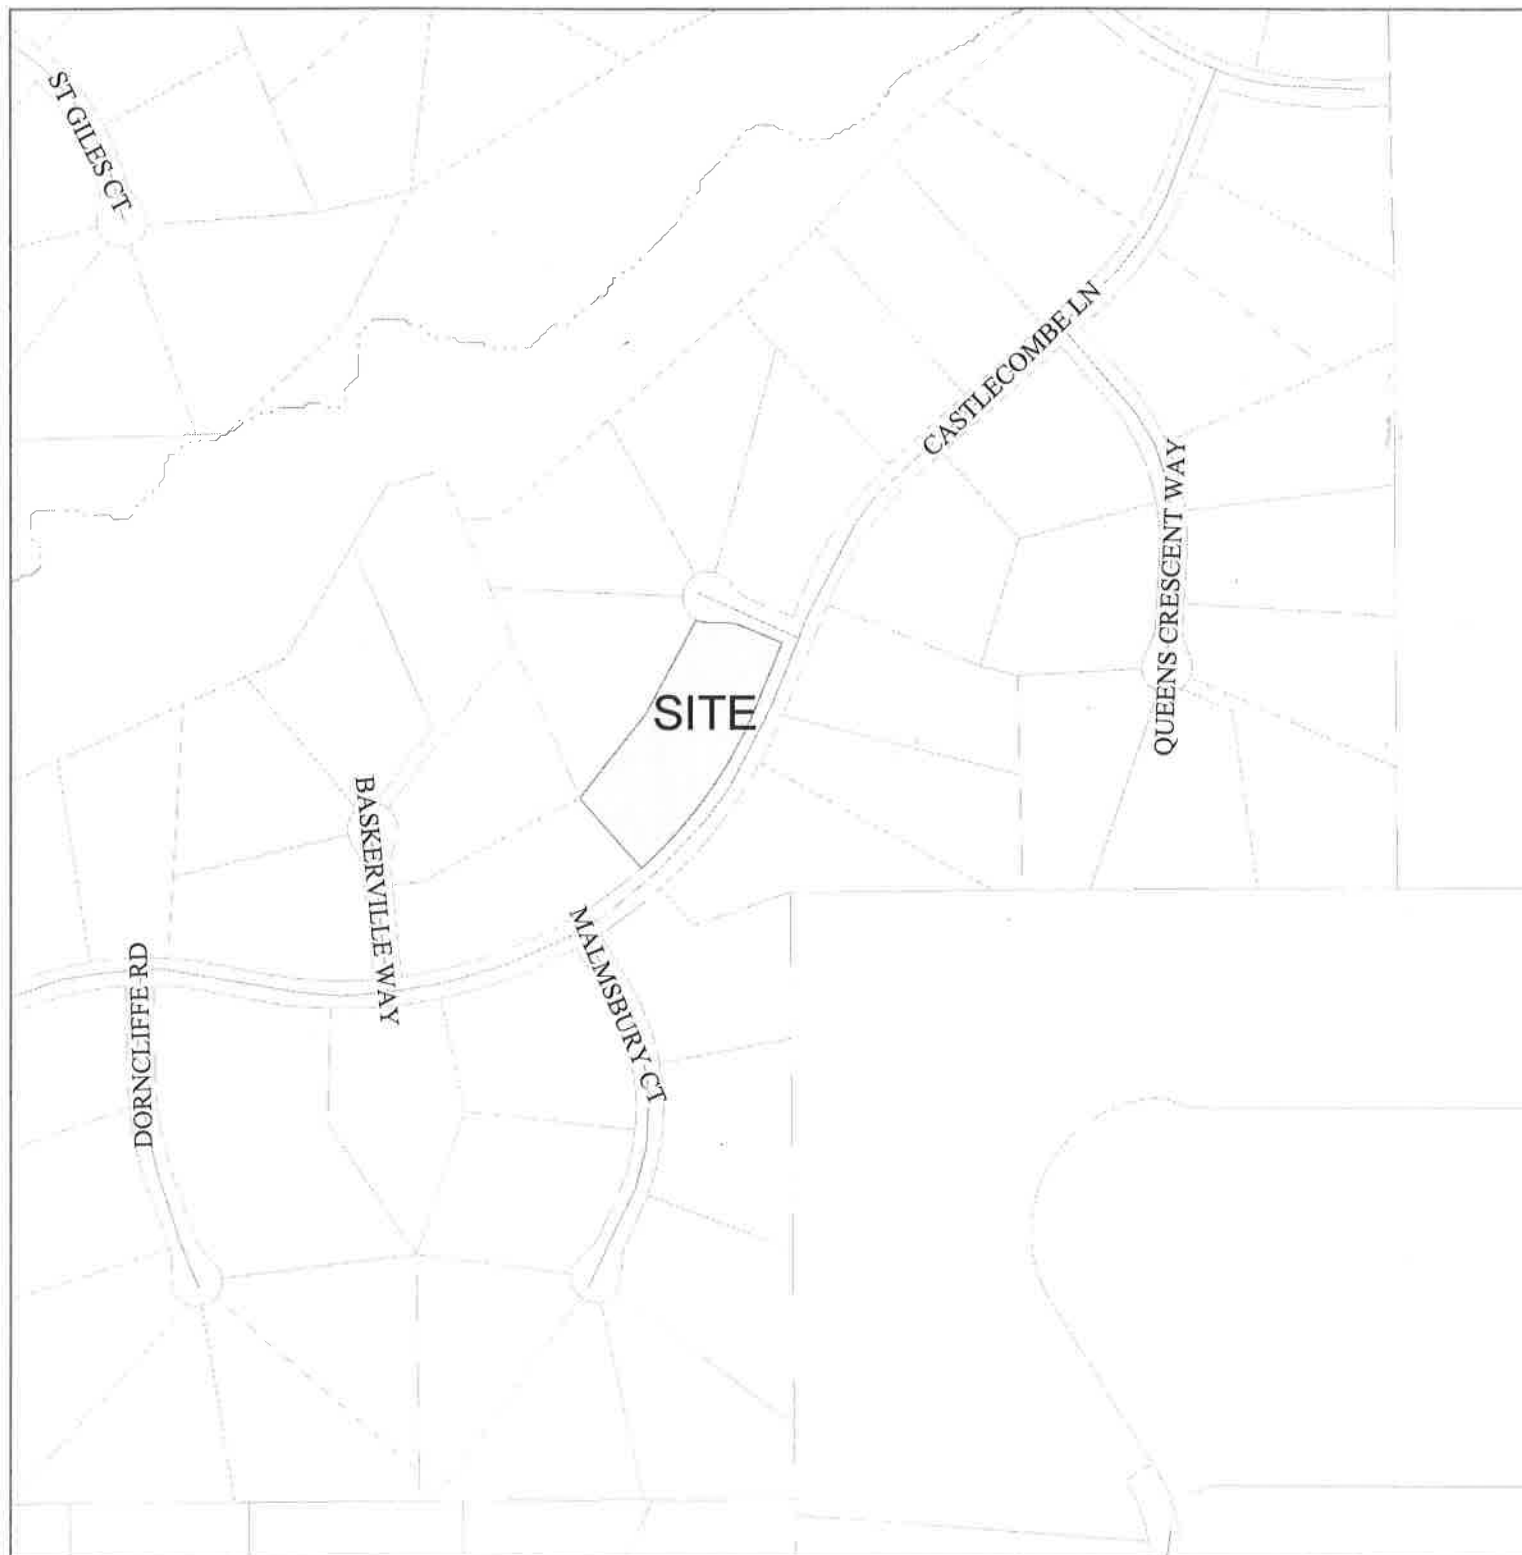 ST GILES CT
CASTLECOMBE LN
QUEENS CRESCENT WAY
SITE
BASKERVILLE WAY
MALMSBURY CT
DORNCLIFFE RD